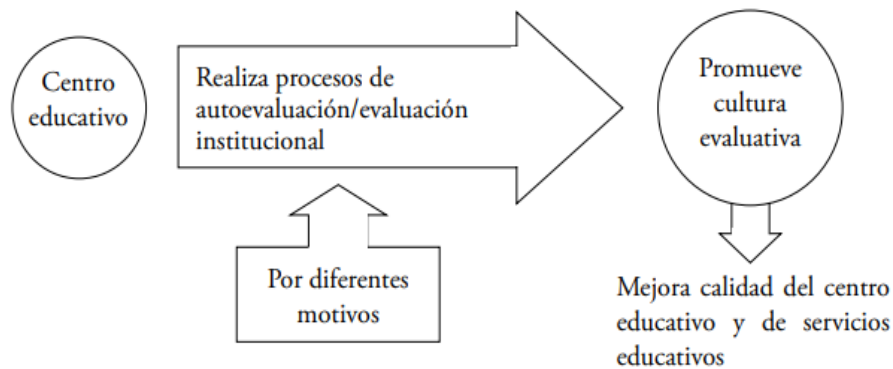 Centro
educativo
Realiza procesos de
autoevaluación/evaluación
institucional
Promueve
cultura
evaluativa
Por diferentes
motivos
Mejora calidad del centro
educativo y de servicios
educativos